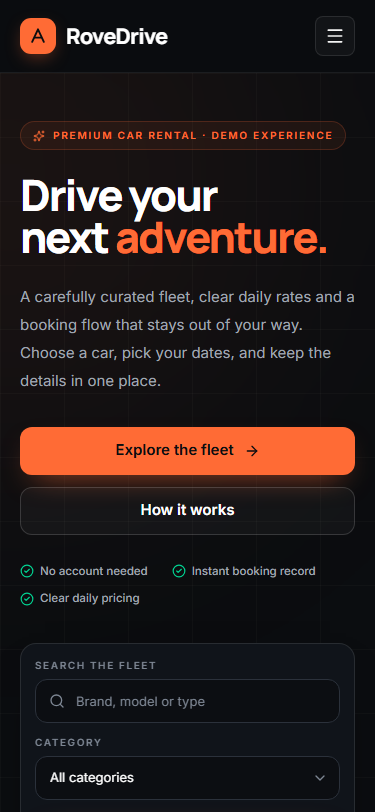 RoveDrive
PREMIUM CAR RENTAL · DEMO EXPERIENCE
Drive your
next adventure.
A carefully curated fleet, clear daily rates and a
booking flow that stays out of your way.
Choose a car, pick your dates, and keep the
details in one place.
Explore the fleet →
How it works
No account needed
Instant booking record
Clear daily pricing
SEARCH THE FLEET
Brand, model or type
CATEGORY
All categories